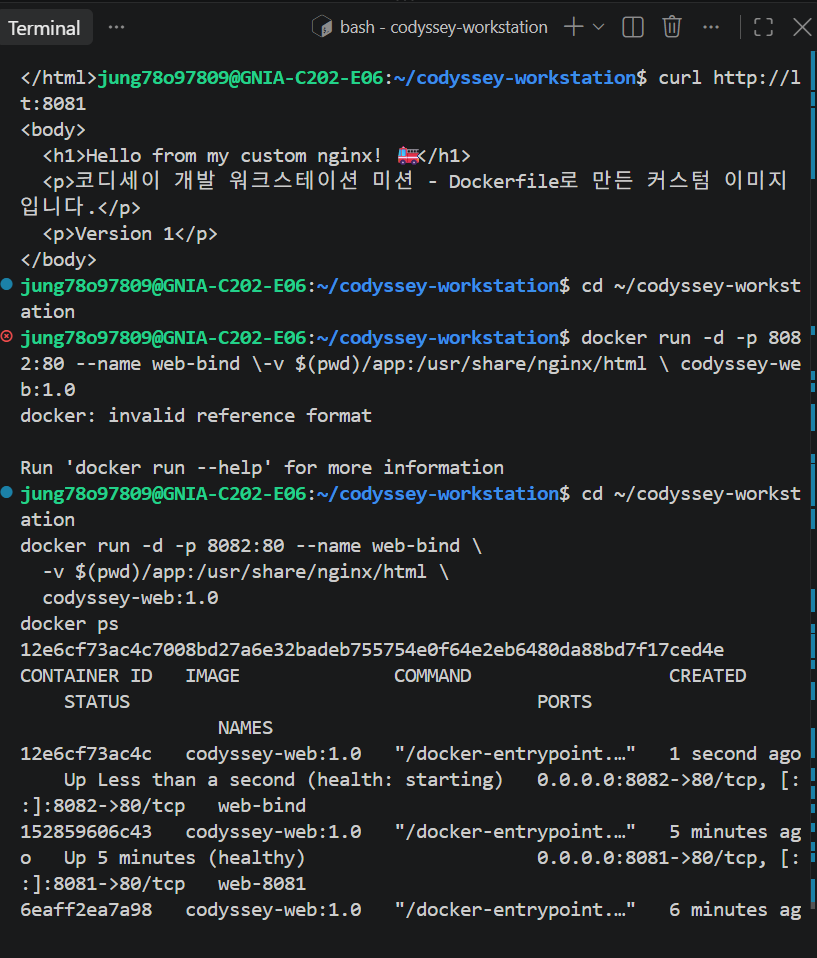 Terminal ··· bash - codyssey-workstation
</html>jung78o97809@GNIA-C202-E06:~/codyssey-workstation$ curl http://l
t:8081
<body>
  <h1>Hello from my custom nginx! 🚒</h1>
  <p>코디세이 개발 워크스테이션 미션 - Dockerfile로 만든 커스텀 이미지
입니다.</p>
  <p>Version 1</p>
</body>
jung78o97809@GNIA-C202-E06:~/codyssey-workstation$ cd ~/codyssey-workst
ation
jung78o97809@GNIA-C202-E06:~/codyssey-workstation$ docker run -d -p 808
2:80 --name web-bind \-v $(pwd)/app:/usr/share/nginx/html \ codyssey-we
b:1.0
docker: invalid reference format

Run 'docker run --help' for more information
jung78o97809@GNIA-C202-E06:~/codyssey-workstation$ cd ~/codyssey-workst
ation
docker run -d -p 8082:80 --name web-bind \
  -v $(pwd)/app:/usr/share/nginx/html \
  codyssey-web:1.0
docker ps
12e6cf73ac4c7008bd27a6e32badeb755754e0f64e2eb6480da88bd7f17ced4e
CONTAINER ID   IMAGE              COMMAND                  CREATED
    STATUS                                     PORTS
                  NAMES
12e6cf73ac4c   codyssey-web:1.0   "/docker-entrypoint.…"   1 second ago
    Up Less than a second (health: starting)   0.0.0.0:8082->80/tcp, [:
:]:8082->80/tcp   web-bind
152859606c43   codyssey-web:1.0   "/docker-entrypoint.…"   5 minutes ag
o   Up 5 minutes (healthy)                     0.0.0.0:8081->80/tcp, [:
:]:8081->80/tcp   web-8081
6eaff2ea7a98   codyssey-web:1.0   "/docker-entrypoint.…"   6 minutes ag